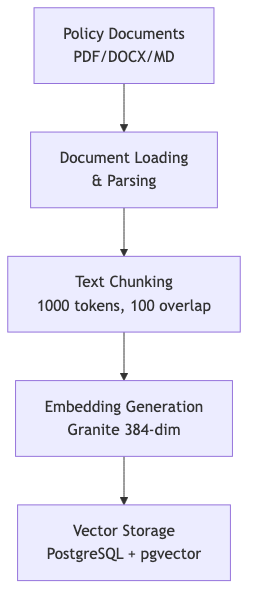 Policy Documents
PDF/DOCX/MD
Document Loading
& Parsing
Text Chunking
1000 tokens, 100 overlap
Embedding Generation
Granite 384-dim
Vector Storage
PostgreSQL + pgvector